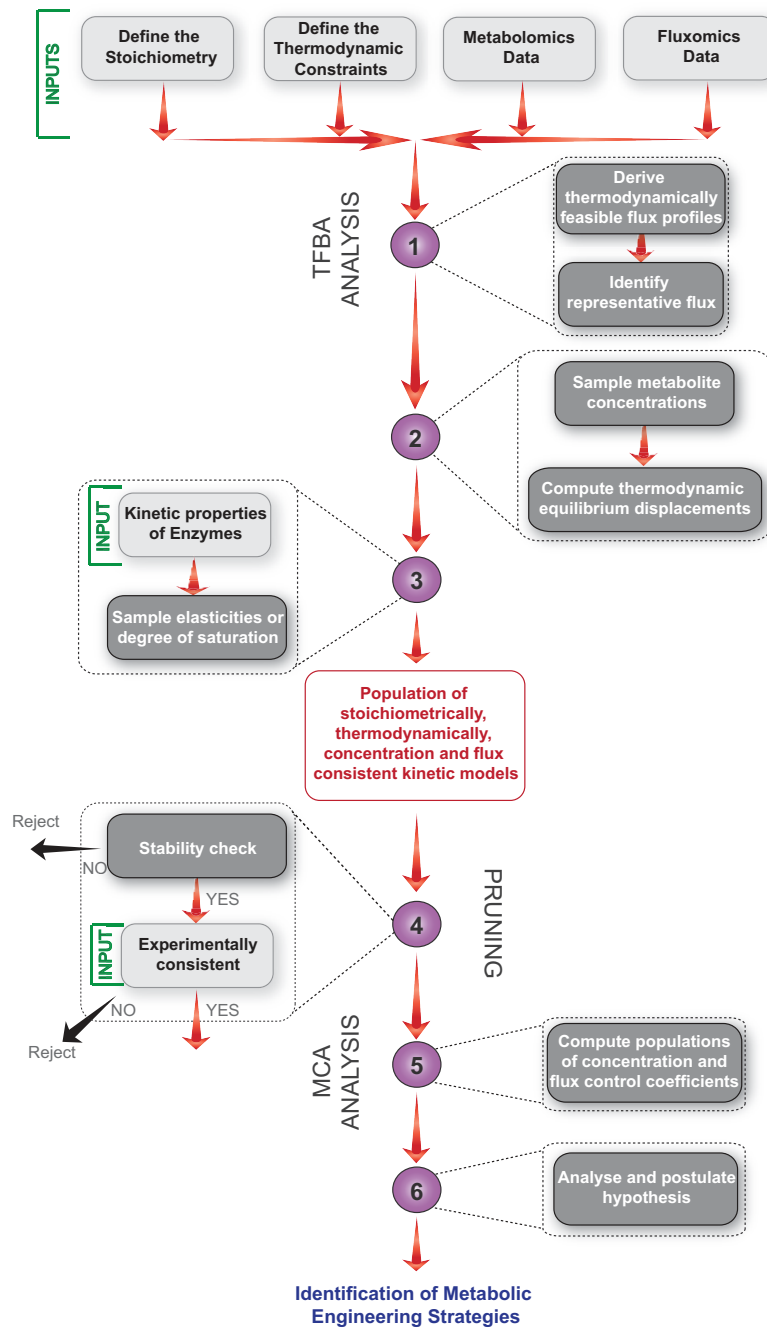 INPUTS
Define the
Stoichiometry
Define the
Thermodynamic
Constraints
Metabolomics
Data
Fluxomics
Data
TFBA
ANALYSIS
1
Derive
thermodynamically
feasible flux profiles
Identify
representative flux
2
Sample metabolite
concentrations
Compute thermodynamic
equilibrium displacements
INPUT
Kinetic properties
of Enzymes
Sample elasticities or
degree of saturation
3
Population of
stoichiometrically,
thermodynamically,
concentration and flux
consistent kinetic models
Reject
NO
Stability check
YES
INPUT
Experimentally
consistent
NO
YES
Reject
4
PRUNING
MCA
ANALYSIS
5
Compute populations
of concentration and
flux control coefficients
6
Analyse and postulate
hypothesis
Identification of Metabolic
Engineering Strategies